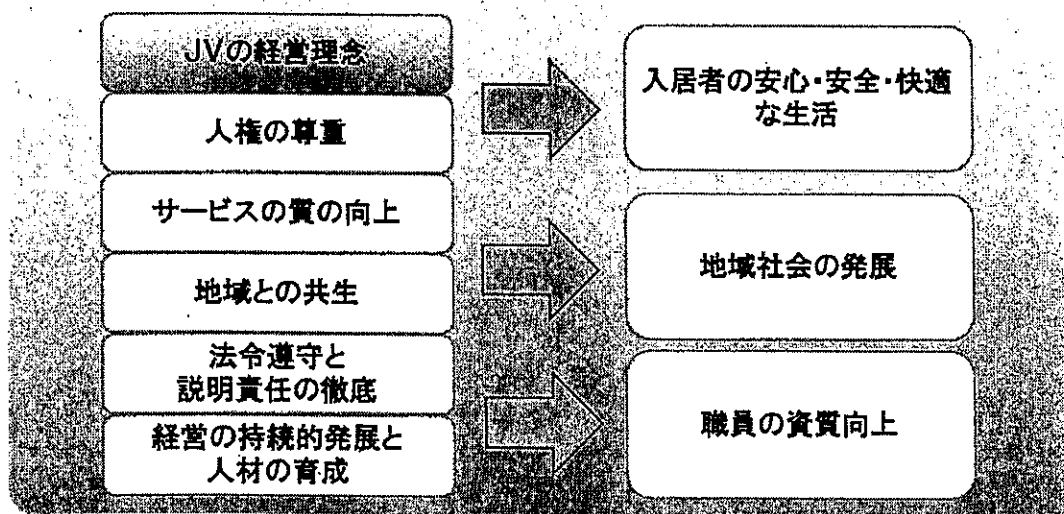 JVの経営理念
人権の尊重
サービスの質の向上
地域との共生
法令遵守と
説明責任の徹底
経営の持続的発展と
人材の育成
入居者の安心・安全・快適
な生活
地域社会の発展
職員の資質向上